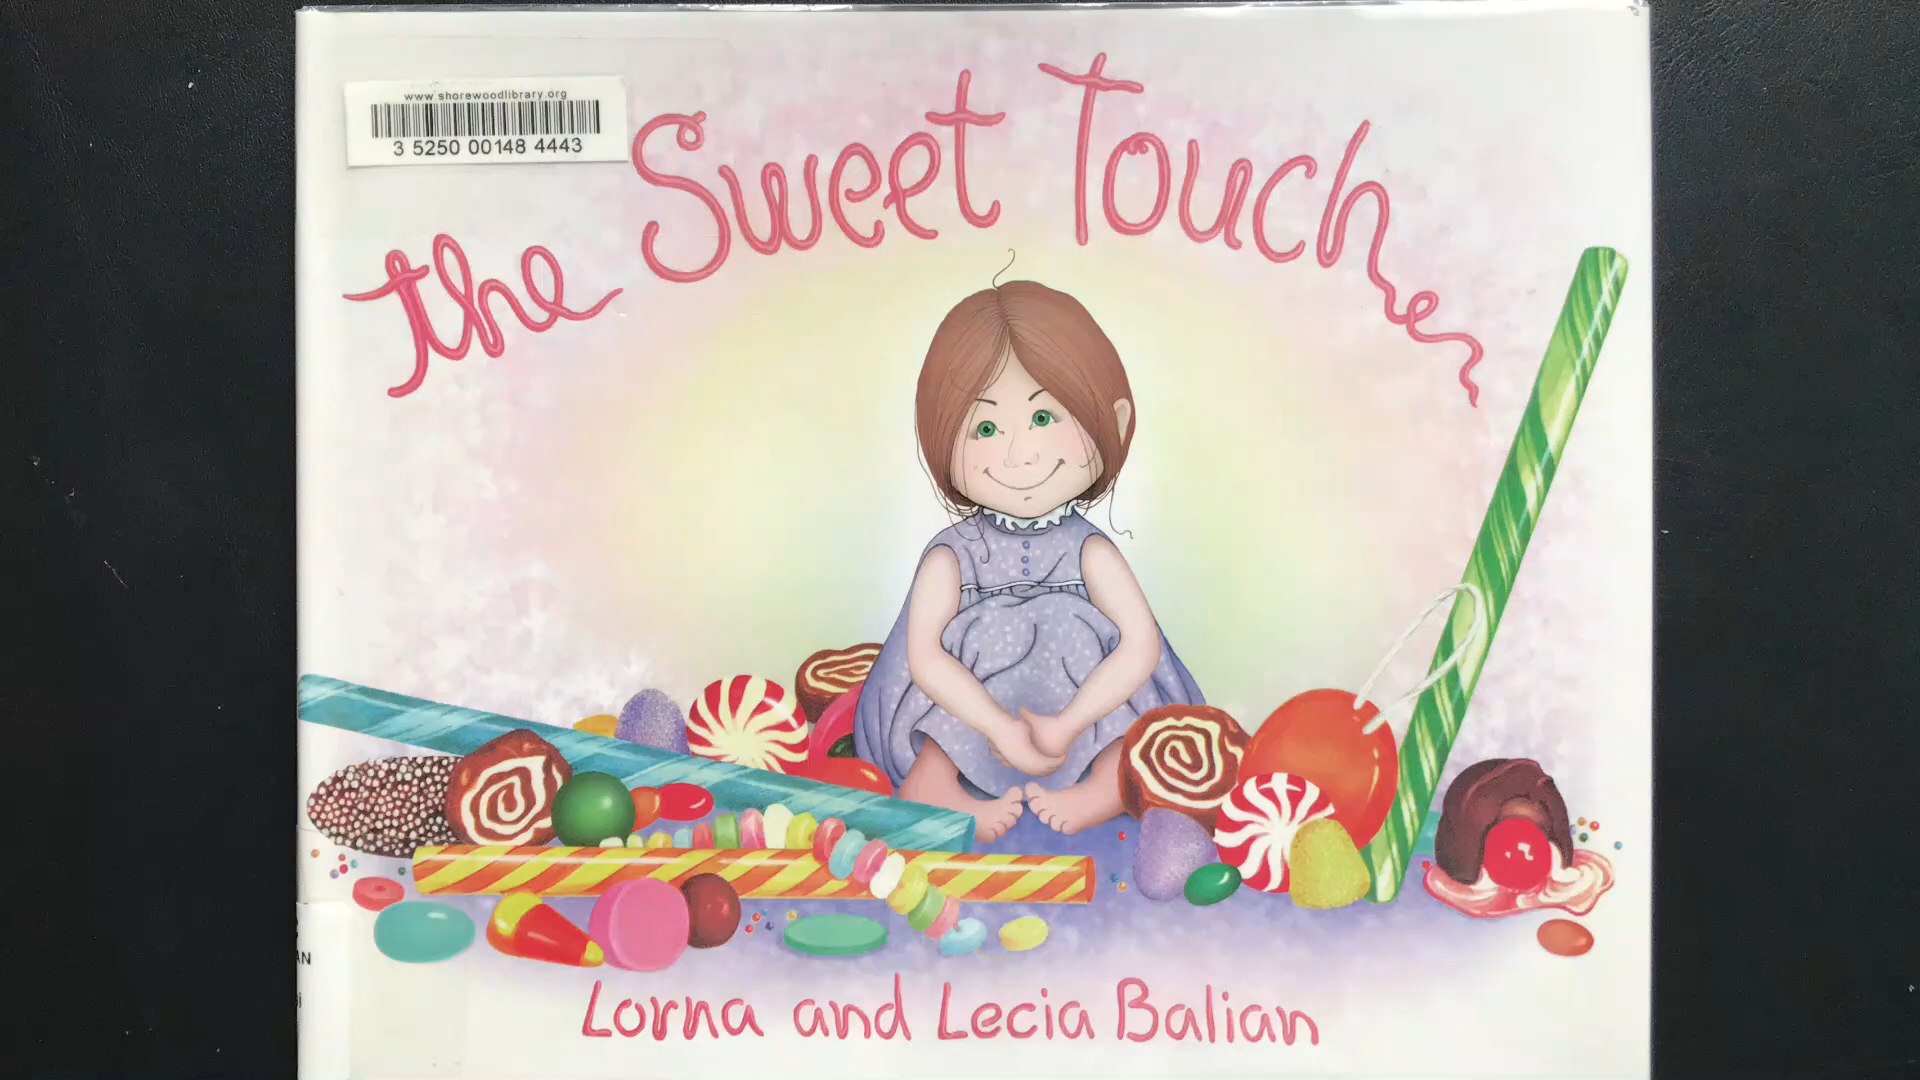 www.shorewoodlibrary.org
3 5250 00148 4443
the Sweet Touch
Lorna and Lecia Balian